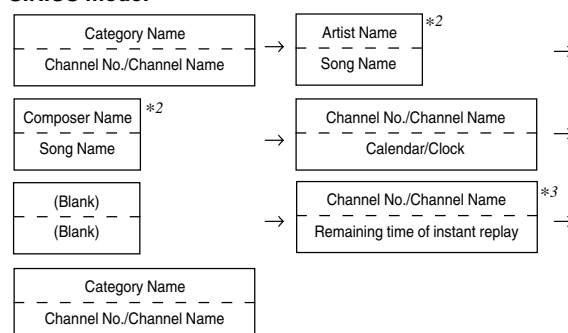 Category Name
Channel No./Channel Name
→
Artist Name
Song Name
*2
→
Composer Name
Song Name
*2
→
Channel No./Channel Name
Calendar/Clock
→
(Blank)
(Blank)
→
Channel No./Channel Name
Remaining time of instant replay
*3
→
Category Name
Channel No./Channel Name